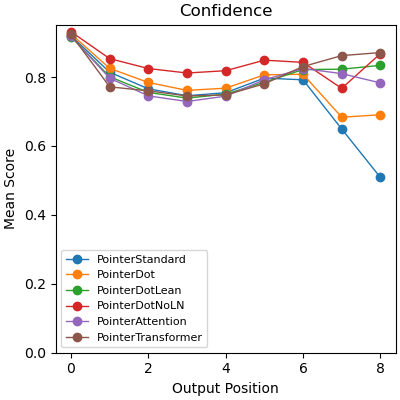 Confidence
Mean Score
0.8
0.6
0.4
0.2
0.0
PointerStandard
PointerDot
PointerDotLean
PointerDotNoLN
PointerAttention
PointerTransformer
0 2 4 6 8
Output Position